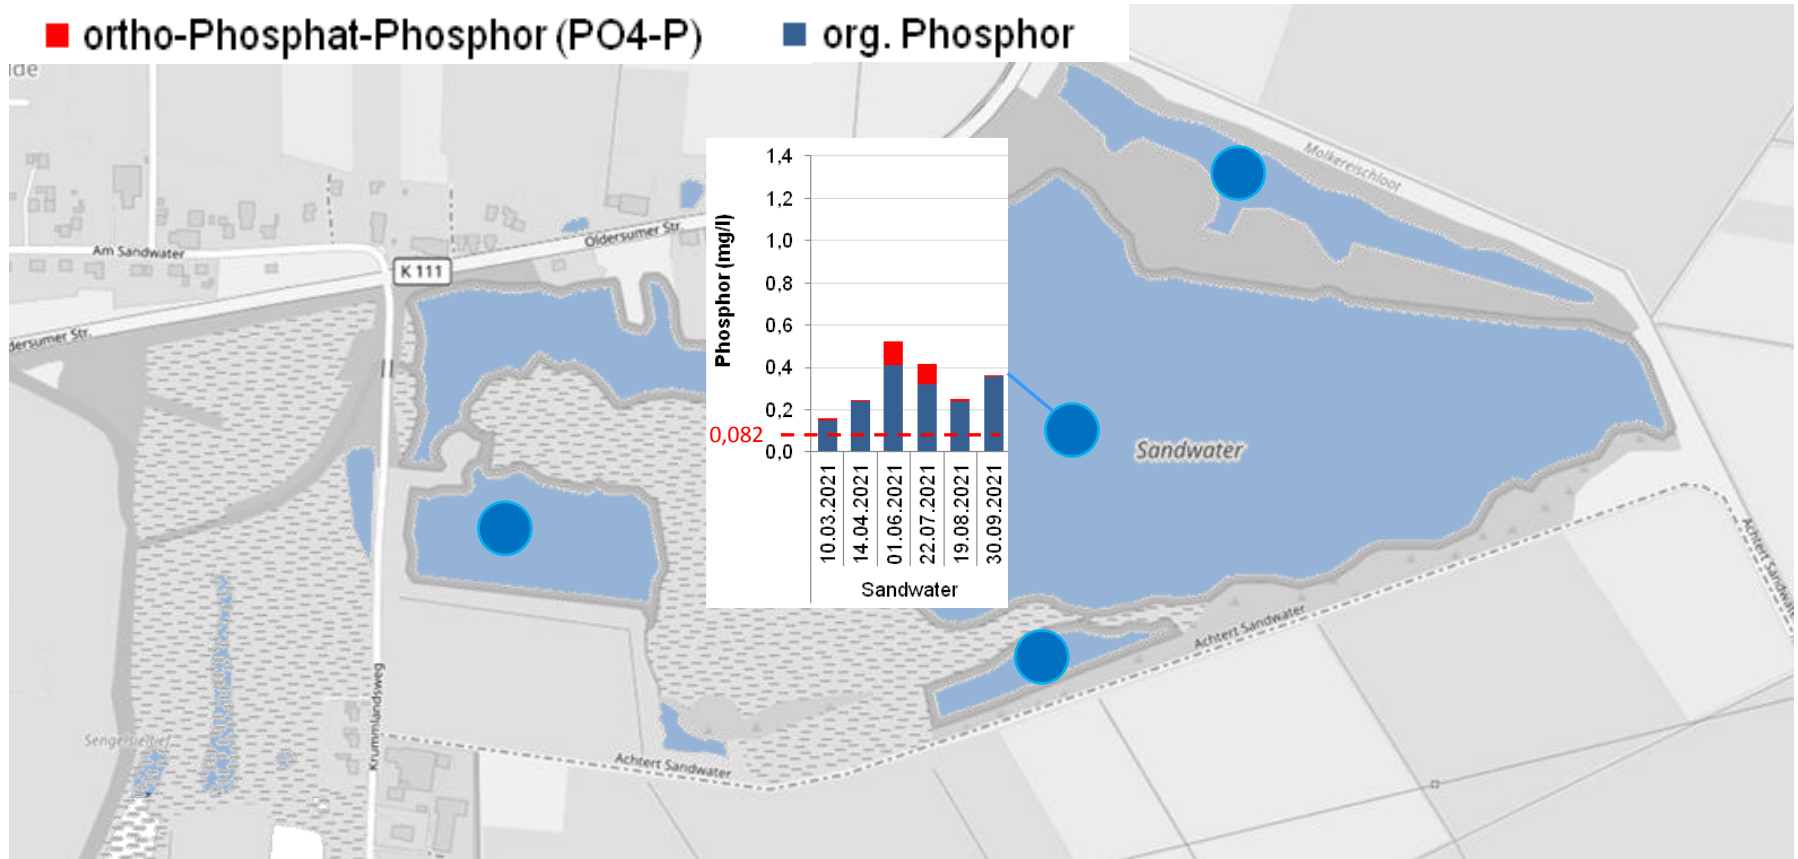 ortho-Phosphat-Phosphor (PO4-P) org. Phosphor
Molkereischloot
Oldersumer Str.
Am Sandwater
K 111
dersumer Str.
Phosphor (mg/l)
1,4
1,2
1,0
0,8
0,6
0,4
0,2
0,082
0,0
10.03.2021
14.04.2021
01.06.2021
22.07.2021
19.08.2021
30.09.2021
Sandwater
Sandwater
Achtert Sandwater
Achtert Sandwate
Krummlandsweg
Achtert Sandwater